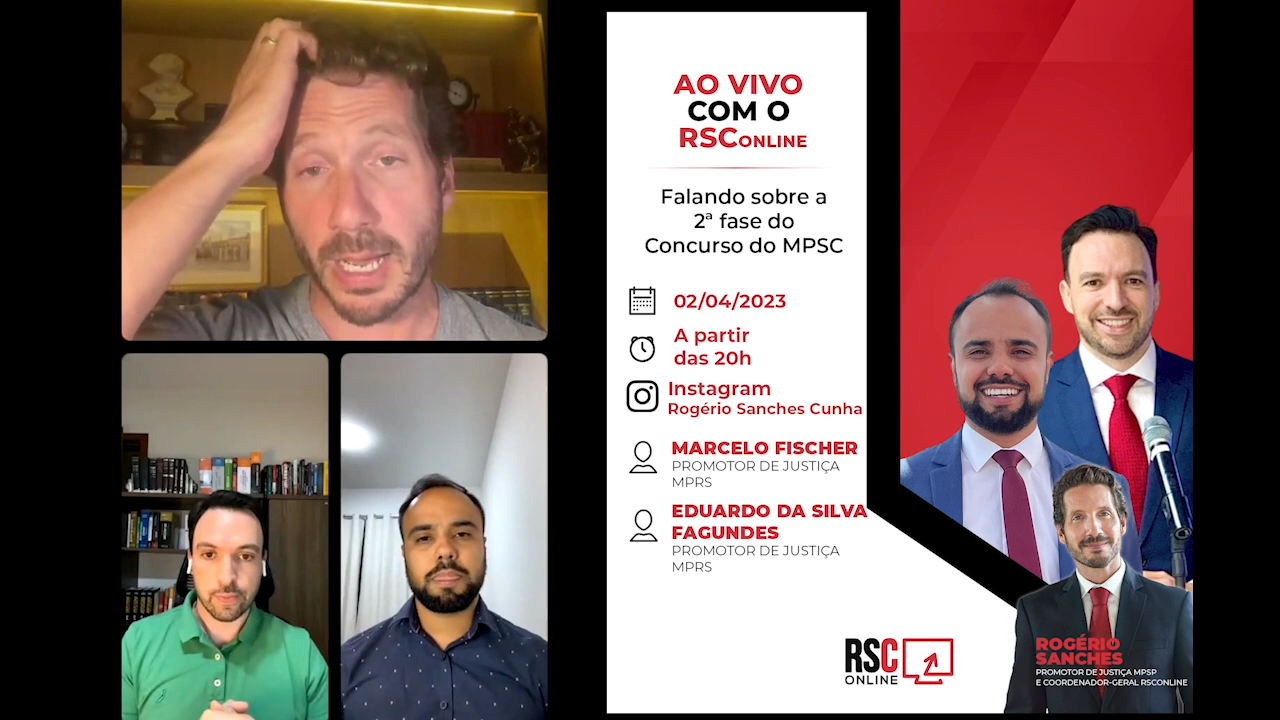 AO VIVO
COM O
RSCONLINE
Falando sobre a
2ª fase do
Concurso do MPSC
02/04/2023
A partir
das 20h
Instagram
Rogério Sanches Cunha
MARCELO FISCHER
PROMOTOR DE JUSTIÇA
MPRS
EDUARDO DA SILVA
FAGUNDES
PROMOTOR DE JUSTIÇA
MPRS
RSC
ONLINE
ROGÉRIO
SANCHES
PROMOTOR DE JUSTIÇA MPSP
E COORDENADOR-GERAL RSCONLINE